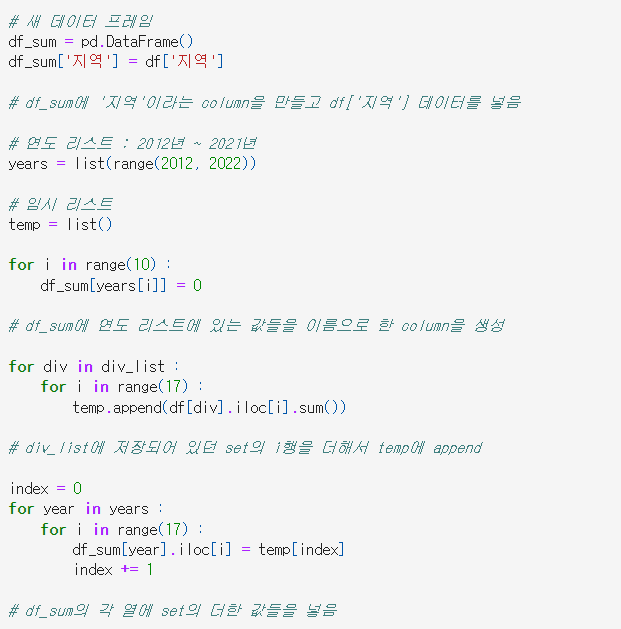 # 새 데이터 프레임
df_sum = pd.DataFrame()
df_sum['지역'] = df['지역']
# df_sum에 '지역'이라는 column을 만들고 df['지역'] 데이터를 넣음
# 연도 리스트 : 2012년 ~ 2021년
years = list(range(2012, 2022))
# 임시 리스트
temp = list()
for i in range(10) :
    df_sum[years[i]] = 0
# df_sum에 연도 리스트에 있는 값들을 이름으로 한 column을 생성
for div in div_list :
    for i in range(17) :
        temp.append(df[div].iloc[i].sum())
# div_list에 저장되어 있던 set의 i행을 더해서 temp에 append
index = 0
for year in years :
    for i in range(17) :
        df_sum[year].iloc[i] = temp[index]
        index += 1
# df_sum의 각 열에 set의 더한 값들을 넣음